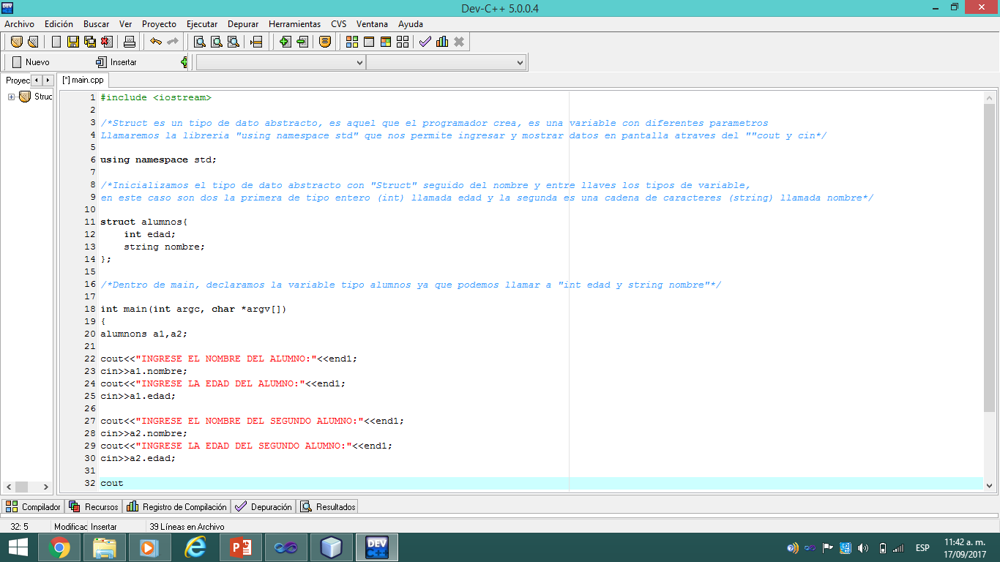 Dev-C++ 5.0.0.4
Archivo Edición Buscar Ver Proyecto Ejecutar Depurar Herramientas CVS Ventana Ayuda
Nuevo Insertar
Proyec [*] main.cpp
Struc
1 #include <iostream>
2
3 /*Struct es un tipo de dato abstracto, es aquel que el programador crea, es una variable con diferentes parametros
4 Llamaremos la libreria "using namespace std" que nos permite ingresar y mostrar datos en pantalla atraves del ""cout y cin*/
5
6 using namespace std;
7
8 /*Inicializamos el tipo de dato abstracto con "Struct" seguido del nombre y entre llaves los tipos de variable,
9 en este caso son dos la primera de tipo entero (int) llamada edad y la segunda es una cadena de caracteres (string) llamada nombre*/
10
11 struct alumnos{
12 int edad;
13 string nombre;
14 };
15
16 /*Dentro de main, declaramos la variable tipo alumnos ya que podemos llamar a "int edad y string nombre"*/
17
18 int main(int argc, char *argv[])
19 {
20 alumnons a1,a2;
21
22 cout<<"INGRESE EL NOMBRE DEL ALUMNO:"<<end1;
23 cin>>a1.nombre;
24 cout<<"INGRESE LA EDAD DEL ALUMNO:"<<end1;
25 cin>>a1.edad;
26
27 cout<<"INGRESE EL NOMBRE DEL SEGUNDO ALUMNO:"<<end1;
28 cin>>a2.nombre;
29 cout<<"INGRESE LA EDAD DEL SEGUNDO ALUMNO:"<<end1;
30 cin>>a2.edad;
31
32 cout
Compilador Recursos Registro de Compilación Depuración Resultados
32: 5 Modificac Insertar 39 Líneas en Archivo
DEV C++ ESP 11:42 a. m.
17/09/2017